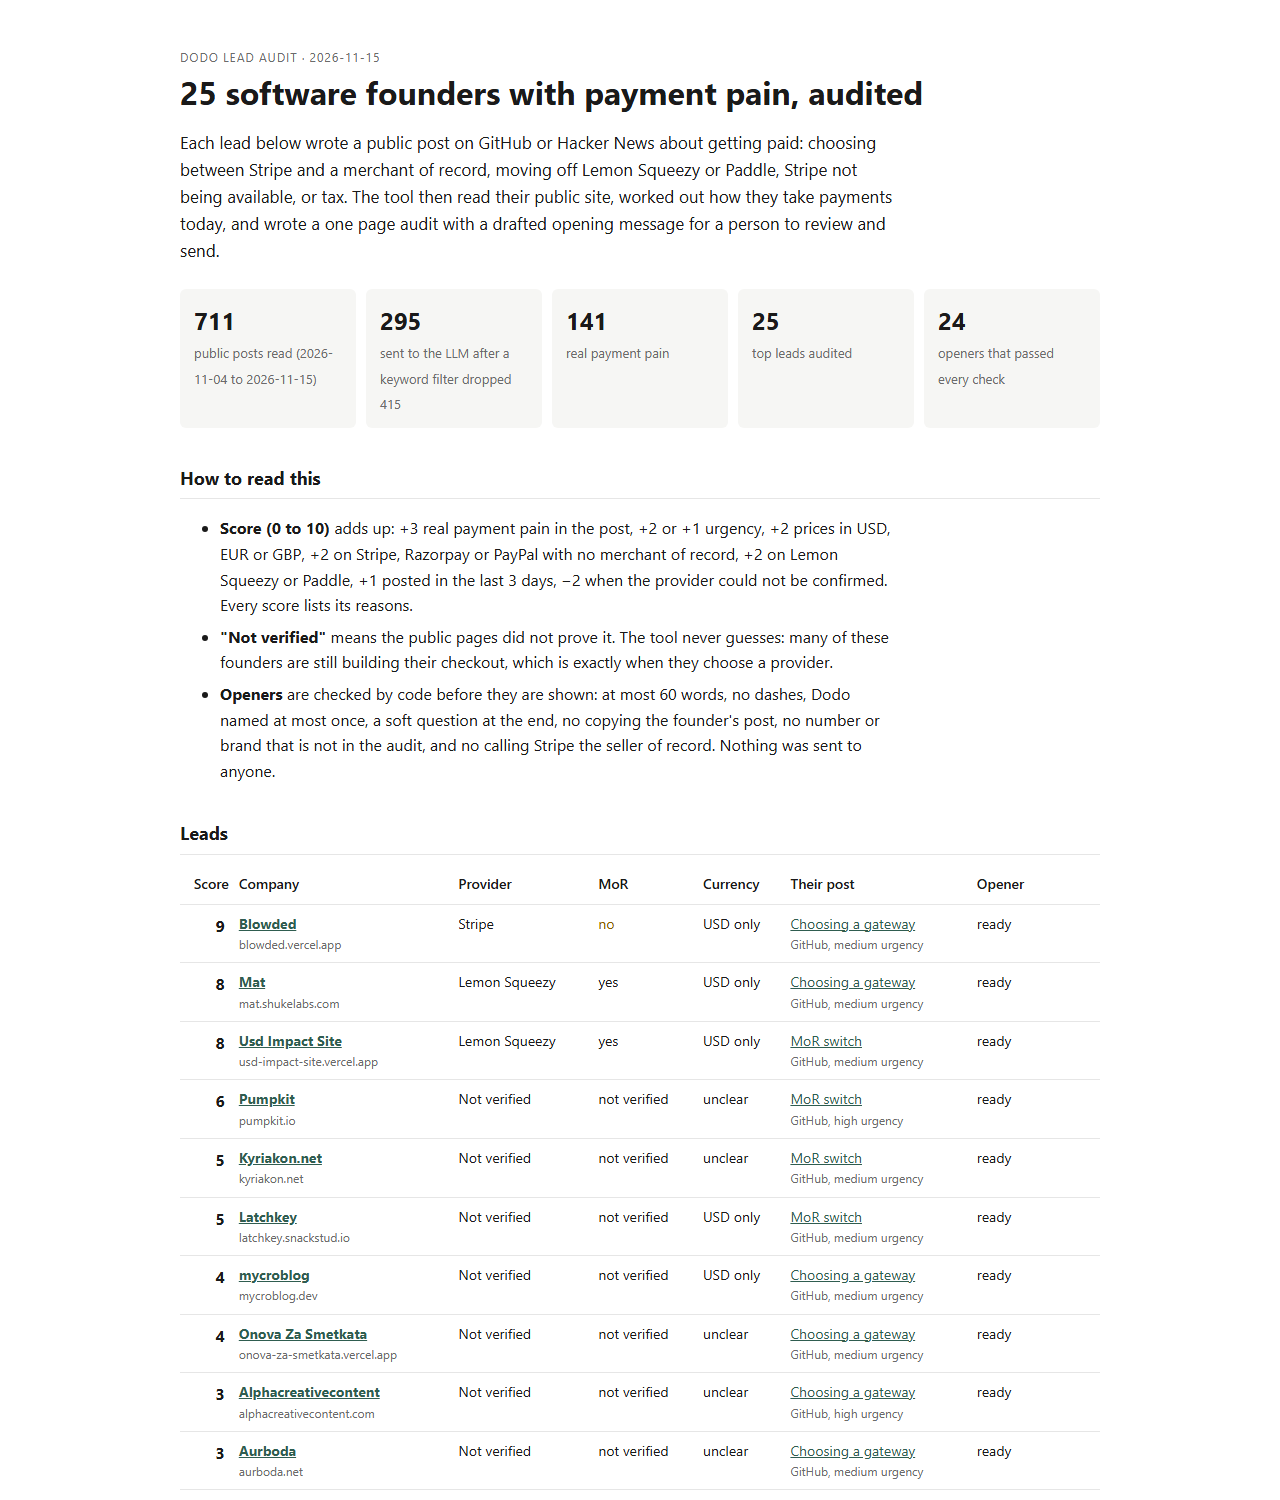 DODO LEAD AUDIT · 2026-11-15
25 software founders with payment pain, audited
Each lead below wrote a public post on GitHub or Hacker News about getting paid: choosing
between Stripe and a merchant of record, moving off Lemon Squeezy or Paddle, Stripe not
being available, or tax. The tool then read their public site, worked out how they take payments
today, and wrote a one page audit with a drafted opening message for a person to review and
send.
711
public posts read (2026-
11-04 to 2026-11-15)
295
sent to the LLM after a
keyword filter dropped
415
141
real payment pain
25
top leads audited
24
openers that passed
every check
How to read this
• Score (0 to 10) adds up: +3 real payment pain in the post, +2 or +1 urgency, +2 prices in USD,
EUR or GBP, +2 on Stripe, Razorpay or PayPal with no merchant of record, +2 on Lemon
Squeezy or Paddle, +1 posted in the last 3 days, −2 when the provider could not be confirmed.
Every score lists its reasons.
• "Not verified" means the public pages did not prove it. The tool never guesses: many of these
founders are still building their checkout, which is exactly when they choose a provider.
• Openers are checked by code before they are shown: at most 60 words, no dashes, Dodo
named at most once, a soft question at the end, no copying the founder's post, no number or
brand that is not in the audit, and no calling Stripe the seller of record. Nothing was sent to
anyone.
Leads
Score Company Provider MoR Currency Their post Opener
9 Blowded Stripe no USD only Choosing a gateway ready
blowded.vercel.app GitHub, medium urgency
8 Mat Lemon Squeezy yes USD only Choosing a gateway ready
mat.shukelabs.com GitHub, medium urgency
8 Usd Impact Site Lemon Squeezy yes USD only MoR switch ready
usd-impact-site.vercel.app GitHub, medium urgency
6 Pumpkit Not verified not verified unclear MoR switch ready
pumpkit.io GitHub, high urgency
5 Kyriakon.net Not verified not verified unclear MoR switch ready
kyriakon.net GitHub, medium urgency
5 Latchkey Not verified not verified USD only MoR switch ready
latchkey.snackstud.io GitHub, medium urgency
4 mycroblog Not verified not verified USD only Choosing a gateway ready
mycroblog.dev GitHub, medium urgency
4 Onova Za Smetkata Not verified not verified unclear Choosing a gateway ready
onova-za-smetkata.vercel.app GitHub, medium urgency
3 Alphacreativecontent Not verified not verified unclear Choosing a gateway ready
alphacreativecontent.com GitHub, high urgency
3 Aurboda Not verified not verified unclear Choosing a gateway ready
aurboda.net GitHub, medium urgency